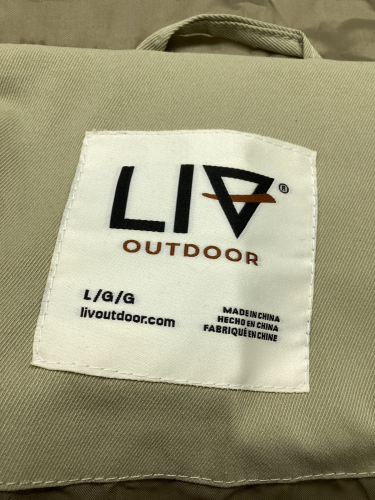 LIV®
OUTDOOR
L/G/G
livoutdoor.com
MADE IN CHINA
HECHO EN CHINA
FABRIQUÉ EN CHINE